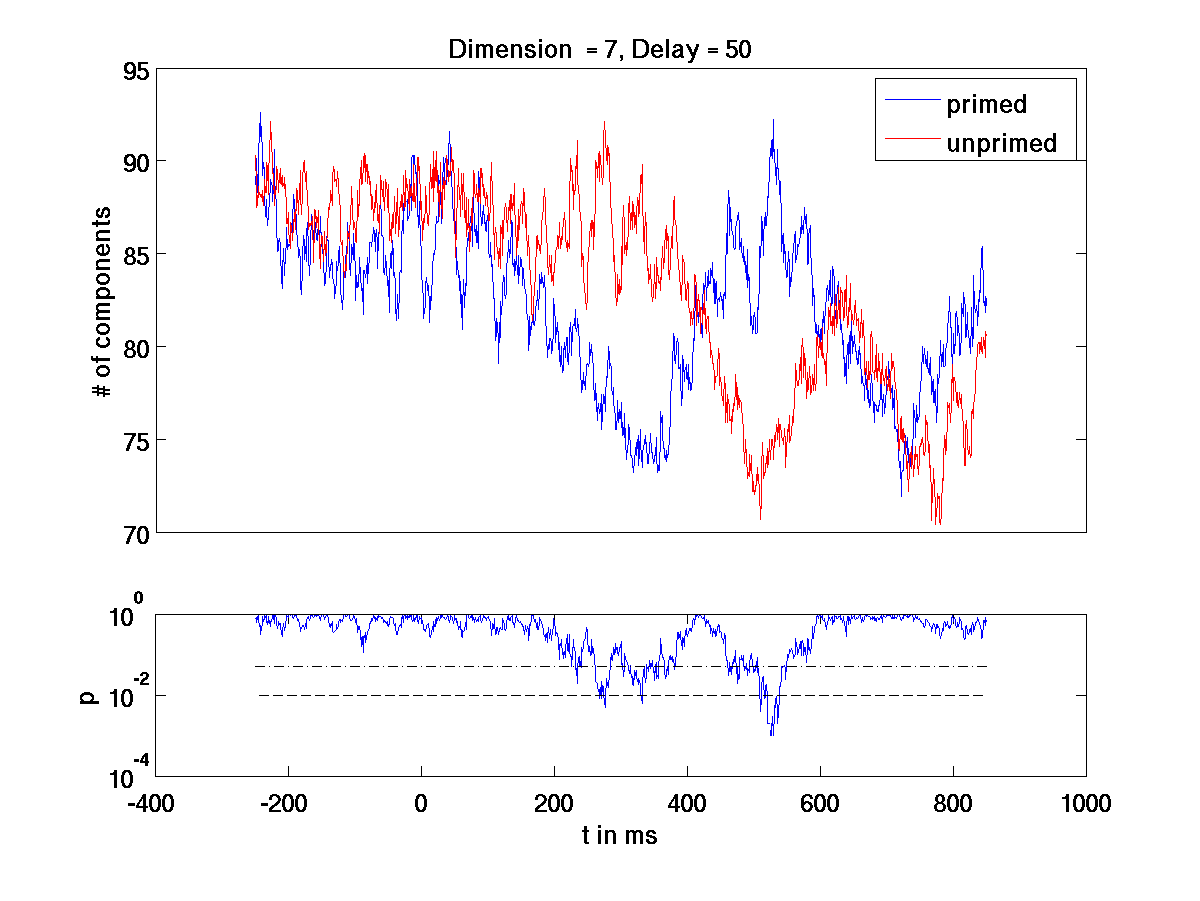 Dimension = 7, Delay = 50
95
primed
unprimed
90
85
80
75
70
# of components
10^0
10^-2
10^-4
p
-400 -200 0 200 400 600 800 1000
t in ms